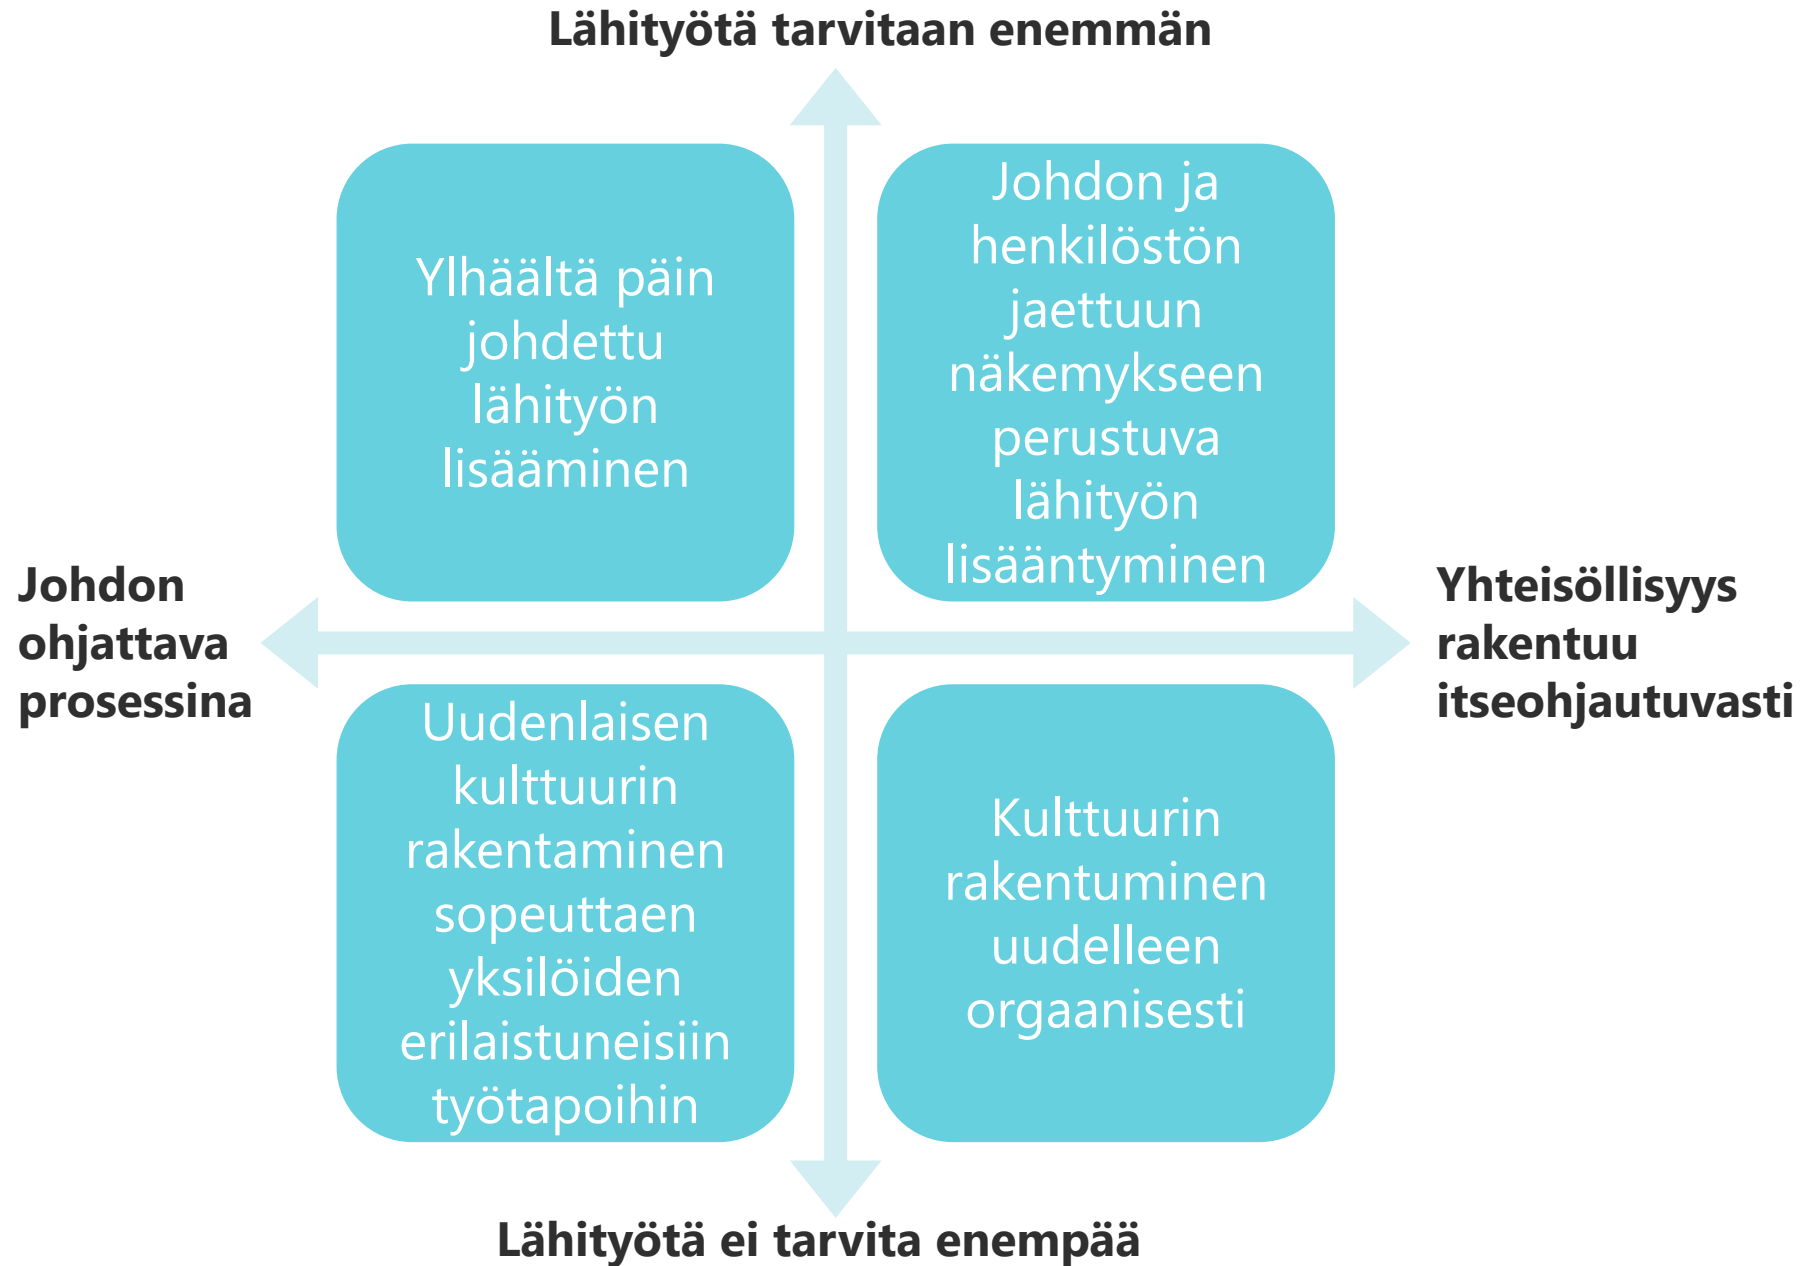 Lähityötä tarvitaan enemmän
Ylhäältä päin
johdettu
lähityön
lisääminen
Johdon ja
henkilöstön
jaettuun
näkemykseen
perustuva
lähityön
lisääntyminen
Johdon
ohjattava
prosessina
Yhteisöllisyys
rakentuu
itseohjautuvasti
Uudenlaisen
kulttuurin
rakentaminen
sopeuttaen
yksilöiden
erilaistuneisiin
työtapoihin
Kulttuurin
rakentuminen
uudelleen
orgaanisesti
Lähityötä ei tarvita enempää